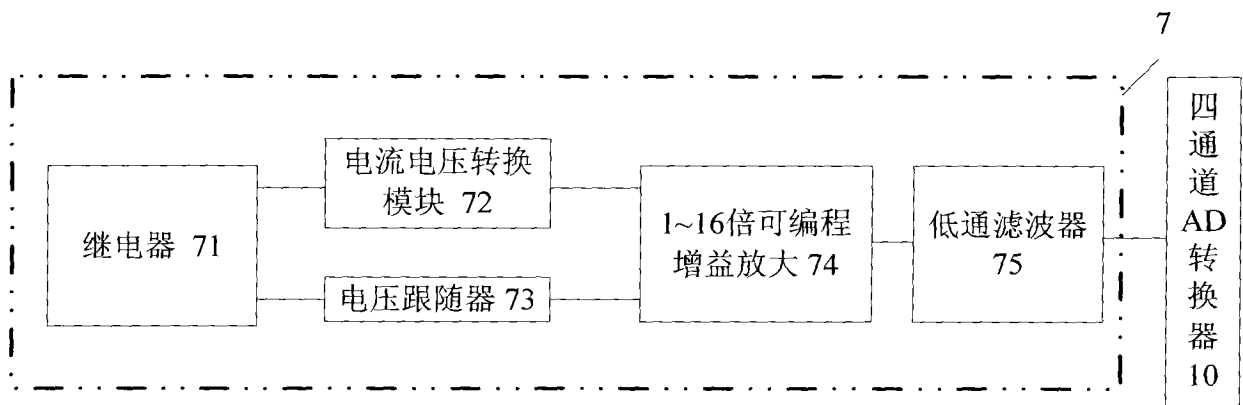 7
继电器 71
电流电压转换
模块 72
电压跟随器 73
1~16倍可编程
增益放大 74
低通滤波器
75
四
通
道
AD
转
换
器
10